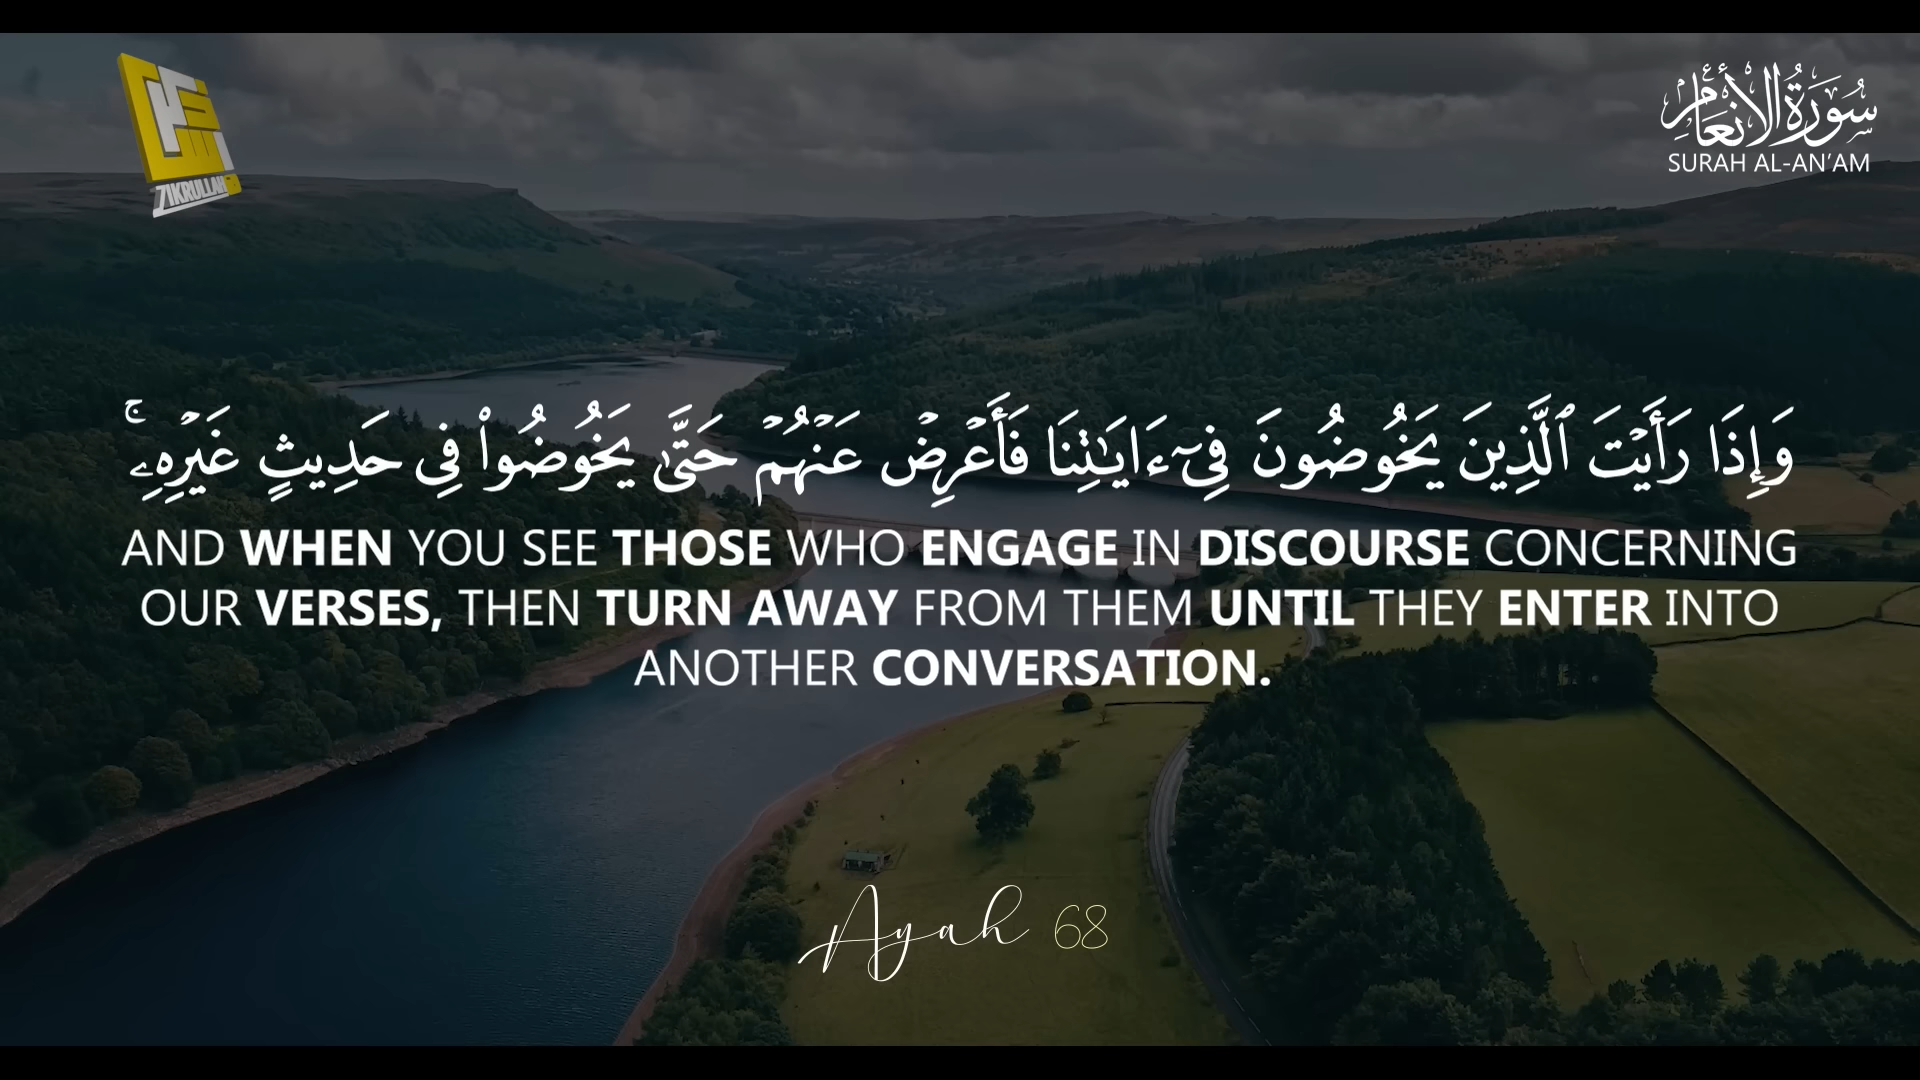 ZIKRULLAH
سُورَةُ الأَنعَامِ
SURAH AL-AN'AM
وَإِذَا رَأَيْتَ ٱلَّذِينَ يَخُوضُونَ فِىٓ ءَايَـٰتِنَا فَأَعْرِضْ عَنْهُمْ حَتَّىٰ يَخُوضُوا۟ فِى حَدِيثٍ غَيْرِهِۦ ۚ
AND WHEN YOU SEE THOSE WHO ENGAGE IN DISCOURSE CONCERNING
OUR VERSES, THEN TURN AWAY FROM THEM UNTIL THEY ENTER INTO
ANOTHER CONVERSATION.
Ayah 68